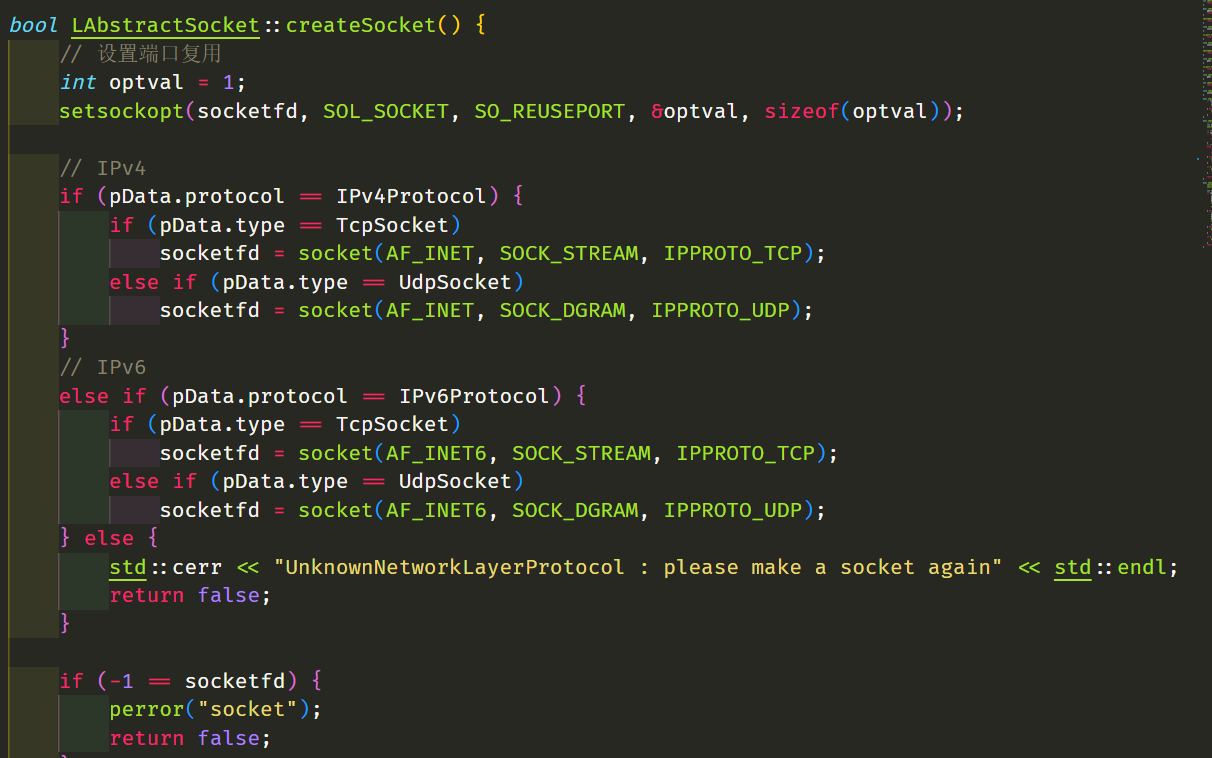 bool LAbstractSocket::createSocket() {
// 设置端口复用
int optval = 1;
setsockopt(socketfd, SOL_SOCKET, SO_REUSEPORT, &optval, sizeof(optval));
// IPv4
if (pData.protocol == IPv4Protocol) {
if (pData.type == TcpSocket)
socketfd = socket(AF_INET, SOCK_STREAM, IPPROTO_TCP);
else if (pData.type == UdpSocket)
socketfd = socket(AF_INET, SOCK_DGRAM, IPPROTO_UDP);
}
// IPv6
else if (pData.protocol == IPv6Protocol) {
if (pData.type == TcpSocket)
socketfd = socket(AF_INET6, SOCK_STREAM, IPPROTO_TCP);
else if (pData.type == UdpSocket)
socketfd = socket(AF_INET6, SOCK_DGRAM, IPPROTO_UDP);
} else {
std::cerr << "UnknownNetworkLayerProtocol : please make a socket again" << std::endl;
return false;
}
if (-1 == socketfd) {
perror("socket");
return false;